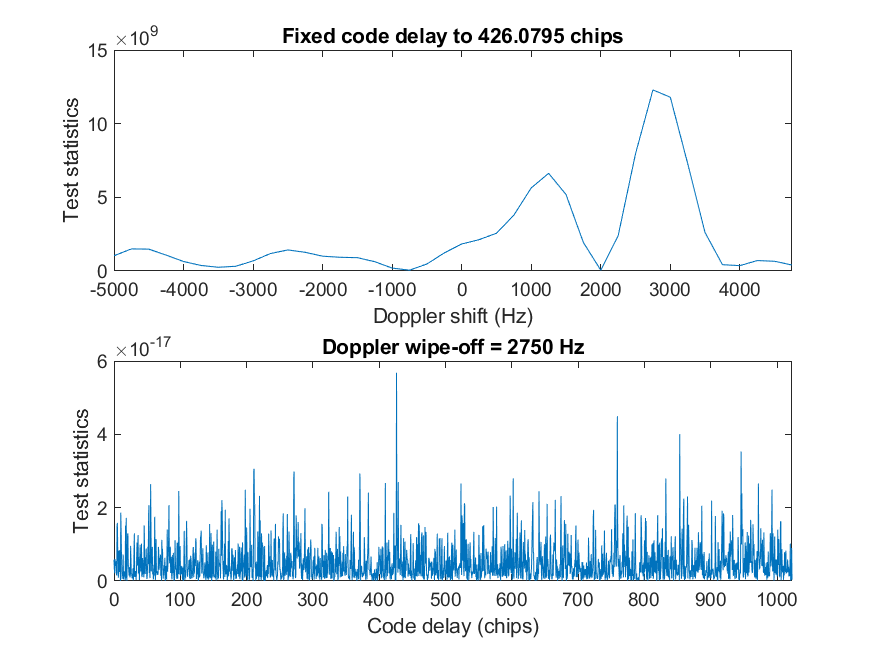 Fixed code delay to 426.0795 chips
×10⁹
15
10
5
0
Test statistics
-5000 -4000 -3000 -2000 -1000 0 1000 2000 3000 4000
Doppler shift (Hz)
Doppler wipe-off = 2750 Hz
×10⁻¹⁷
6
4
2
0
Test statistics
0 100 200 300 400 500 600 700 800 900 1000
Code delay (chips)